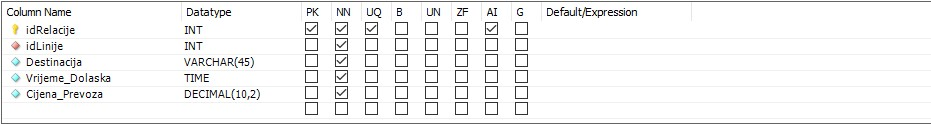 Column Name Datatype PK NN UQ B UN ZF AI G Default/Expression
idRelacije INT
idLinije INT
Destinacija VARCHAR(45)
Vrijeme_Dolaska TIME
Cijena_Prevoza DECIMAL(10,2)